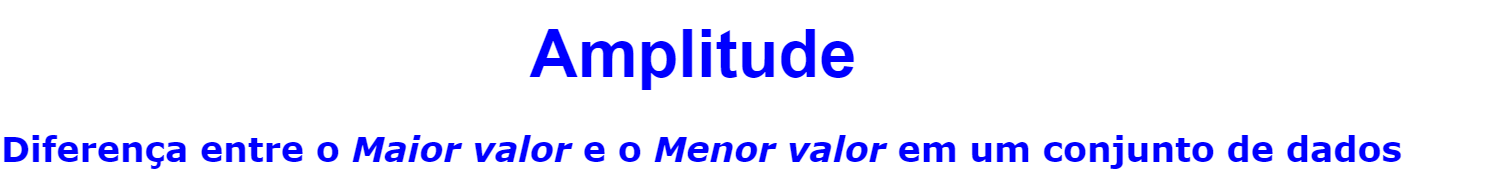 Amplitude
Diferença entre o Maior valor e o Menor valor em um conjunto de dados